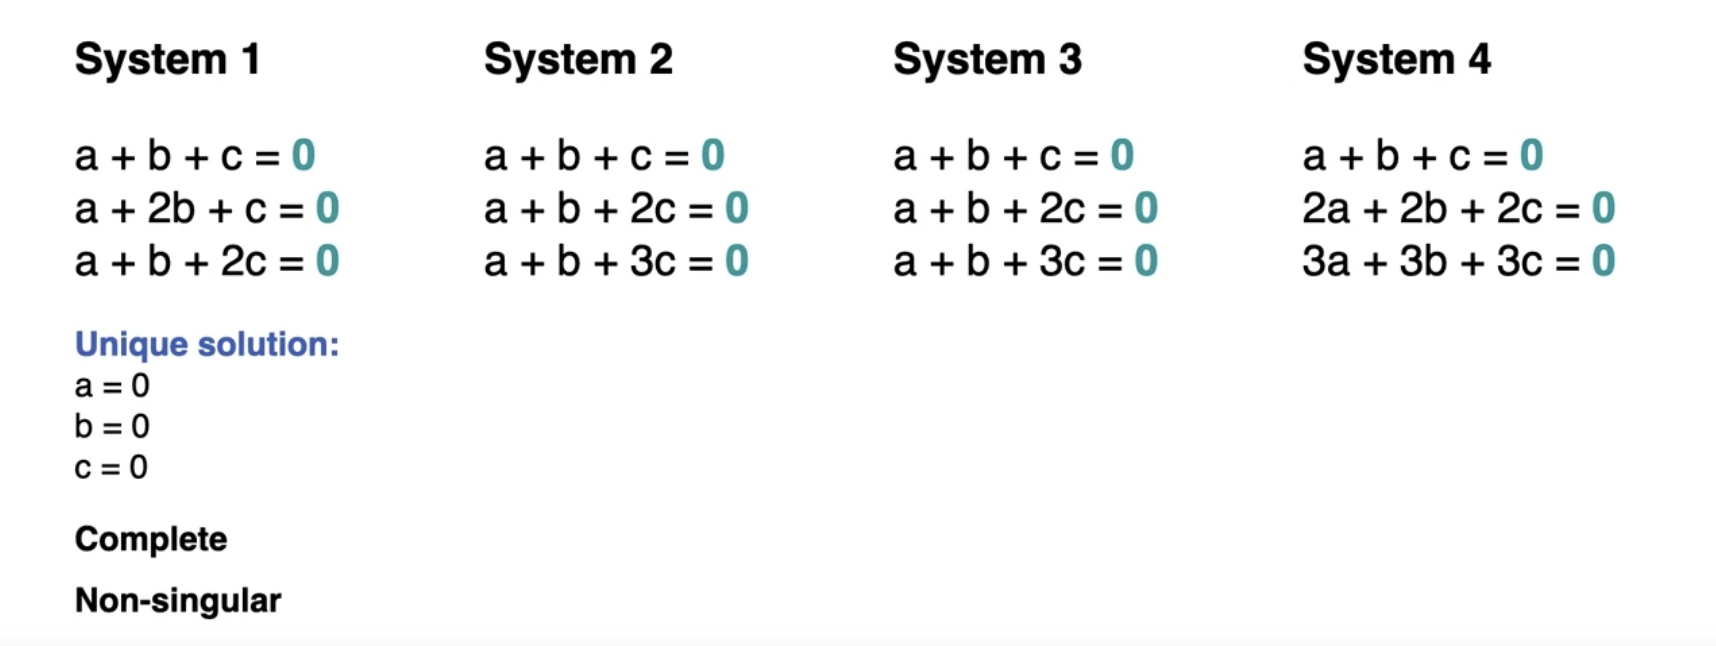 System 1
a + b + c = 0
a + 2b + c = 0
a + b + 2c = 0
Unique solution:
a = 0
b = 0
c = 0
Complete
Non-singular
System 2
a + b + c = 0
a + b + 2c = 0
a + b + 3c = 0
System 3
a + b + c = 0
a + b + 2c = 0
a + b + 3c = 0
System 4
a + b + c = 0
2a + 2b + 2c = 0
3a + 3b + 3c = 0